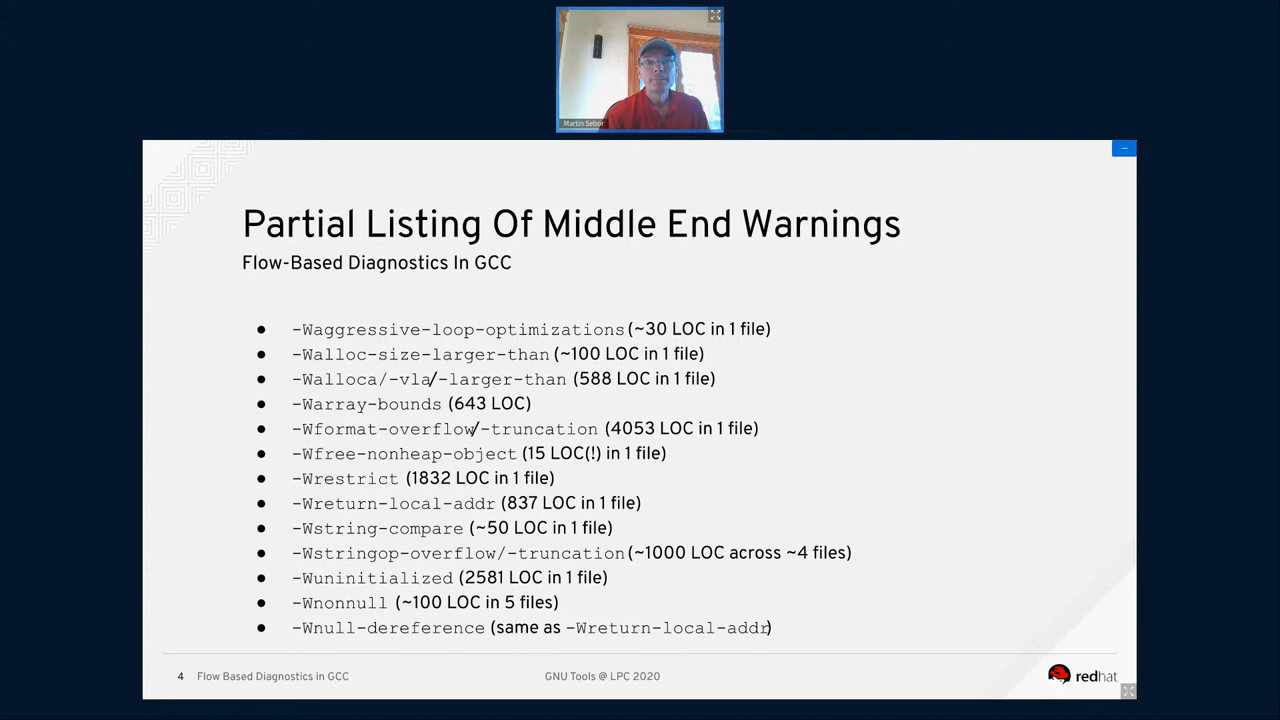 Martin Sebor
Partial Listing Of Middle End Warnings
Flow-Based Diagnostics In GCC
● -Waggressive-loop-optimizations (~30 LOC in 1 file)
● -Walloc-size-larger-than (~100 LOC in 1 file)
● -Walloca/-vla/-larger-than (588 LOC in 1 file)
● -Warray-bounds (643 LOC)
● -Wformat-overflow/-truncation (4053 LOC in 1 file)
● -Wfree-nonheap-object (15 LOC(!) in 1 file)
● -Wrestrict (1832 LOC in 1 file)
● -Wreturn-local-addr (837 LOC in 1 file)
● -Wstring-compare (~50 LOC in 1 file)
● -Wstringop-overflow/-truncation (~1000 LOC across ~4 files)
● -Wuninitialized (2581 LOC in 1 file)
● -Wnonnull (~100 LOC in 5 files)
● -Wnull-dereference (same as -Wreturn-local-addr)
4 Flow Based Diagnostics in GCC
GNU Tools @ LPC 2020
redhat